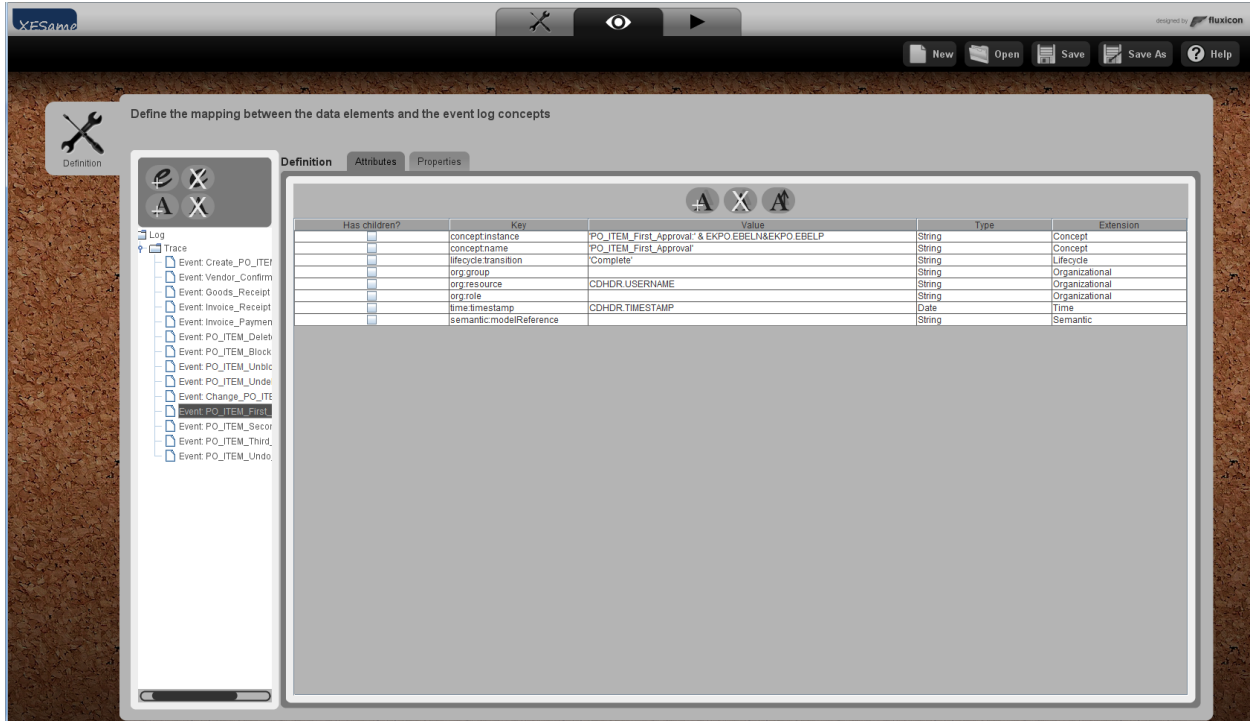 XESame
designed by fluxicon
New Open Save Save As ? Help
Define the mapping between the data elements and the event log concepts
Definition
Definition Attributes Properties
Has children? Key Value Type Extension
concept:instance 'PO_ITEM_First_Approval:' & EKPO.EBELN&EKPO.EBELP String Concept
concept:name 'PO_ITEM_First_Approval' String Concept
lifecycle:transition 'Complete' String Lifecycle
org:group String Organizational
org:resource CDHDR.USERNAME String Organizational
org:role String Organizational
time:timestamp CDHDR.TIMESTAMP Date Time
semantic:modelReference String Semantic
Log
Trace
Event: Create_PO_ITEM
Event: Vendor_Confirm
Event: Goods_Receipt
Event: Invoice_Receipt
Event: Invoice_Paymen
Event: PO_ITEM_Delet
Event: PO_ITEM_Block
Event: PO_ITEM_Unblo
Event: PO_ITEM_Unde
Event: Change_PO_ITE
Event: PO_ITEM_First_
Event: PO_ITEM_Secon
Event: PO_ITEM_Third_
Event: PO_ITEM_Undo_